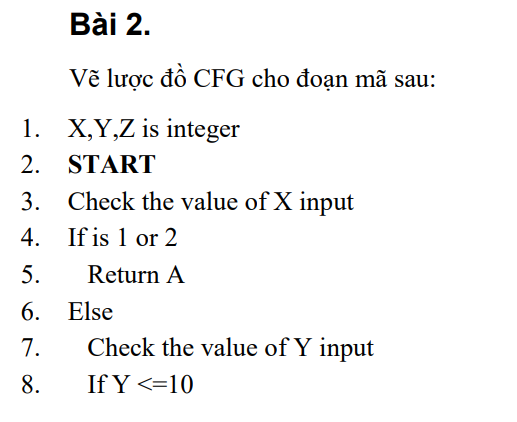 Bài 2.
Vẽ lược đồ CFG cho đoạn mã sau:
1. X,Y,Z is integer
2. START
3. Check the value of X input
4. If is 1 or 2
5. Return A
6. Else
7. Check the value of Y input
8. If Y <=10